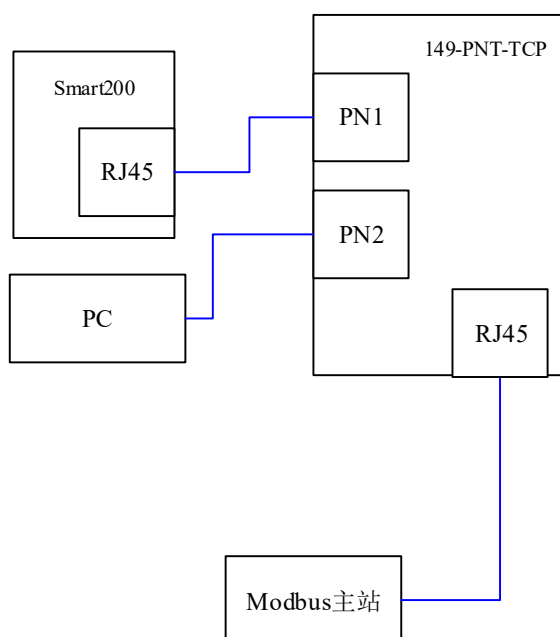 149-PNT-TCP
Smart200
PN1
RJ45
PN2
PC
RJ45
Modbus主站